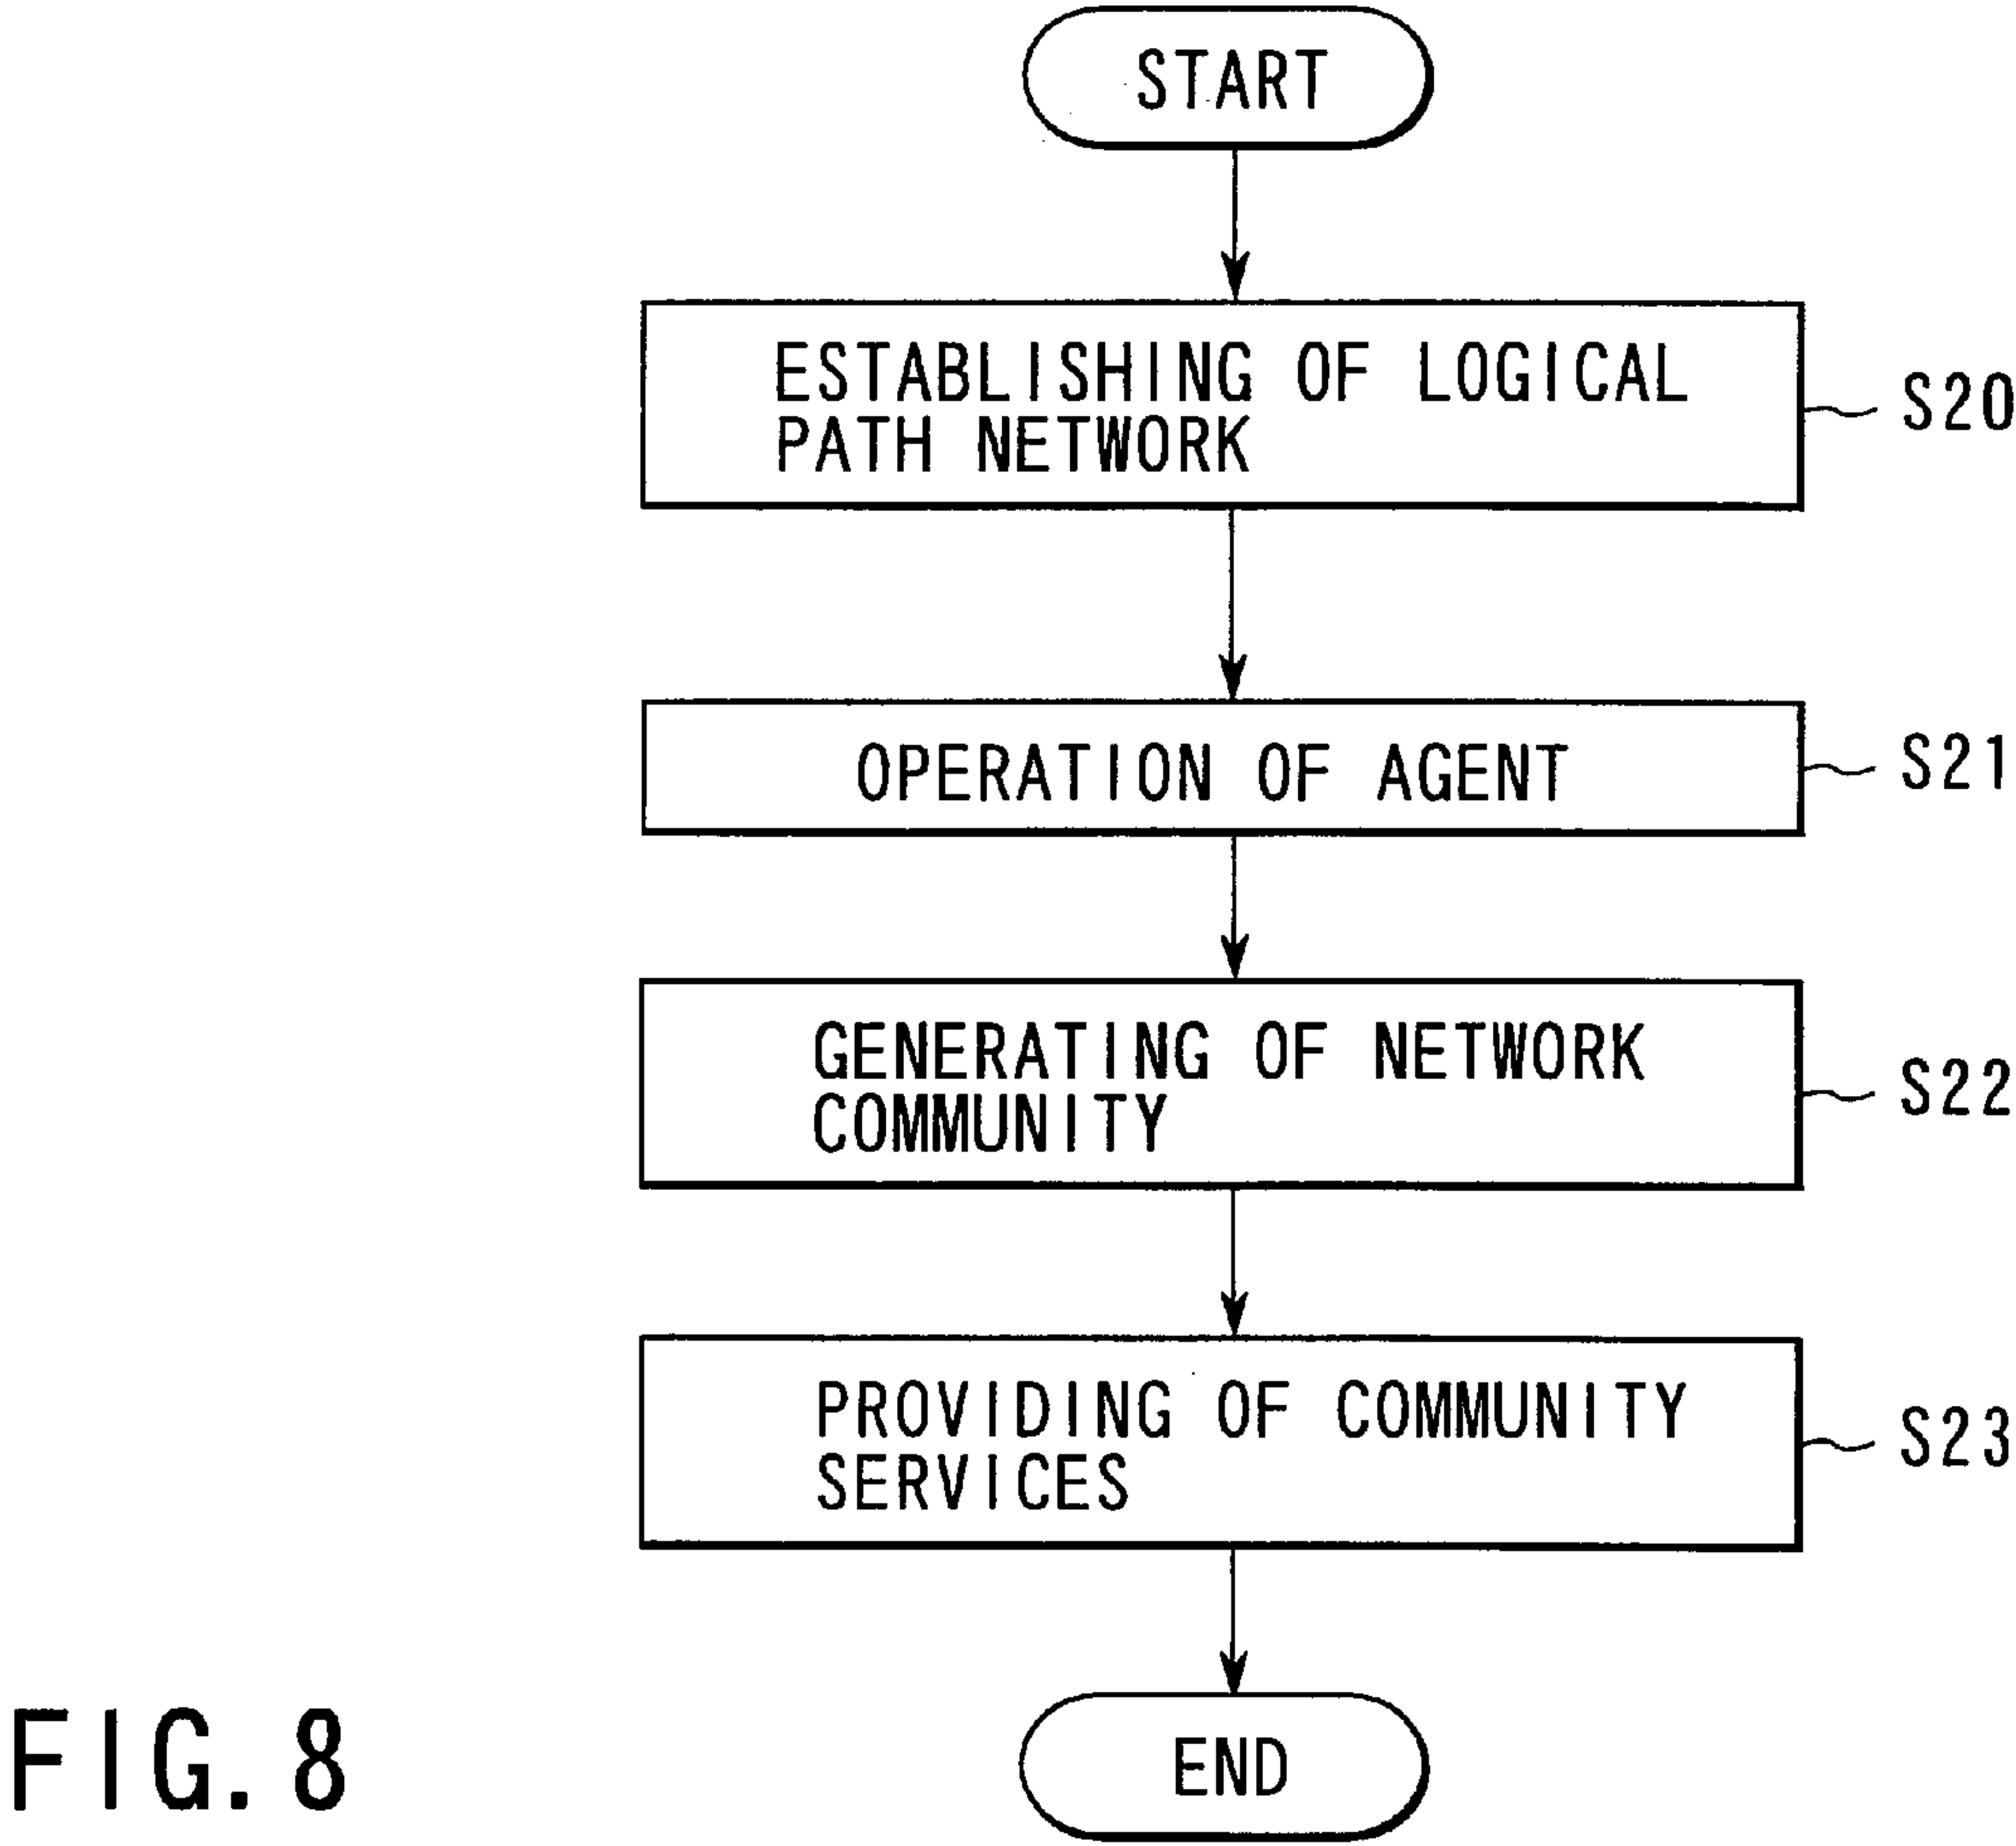 START
ESTABLISHING OF LOGICAL
PATH NETWORK
S20
OPERATION OF AGENT
S21
GENERATING OF NETWORK
COMMUNITY
S22
PROVIDING OF COMMUNITY
SERVICES
S23
END
FIG. 8